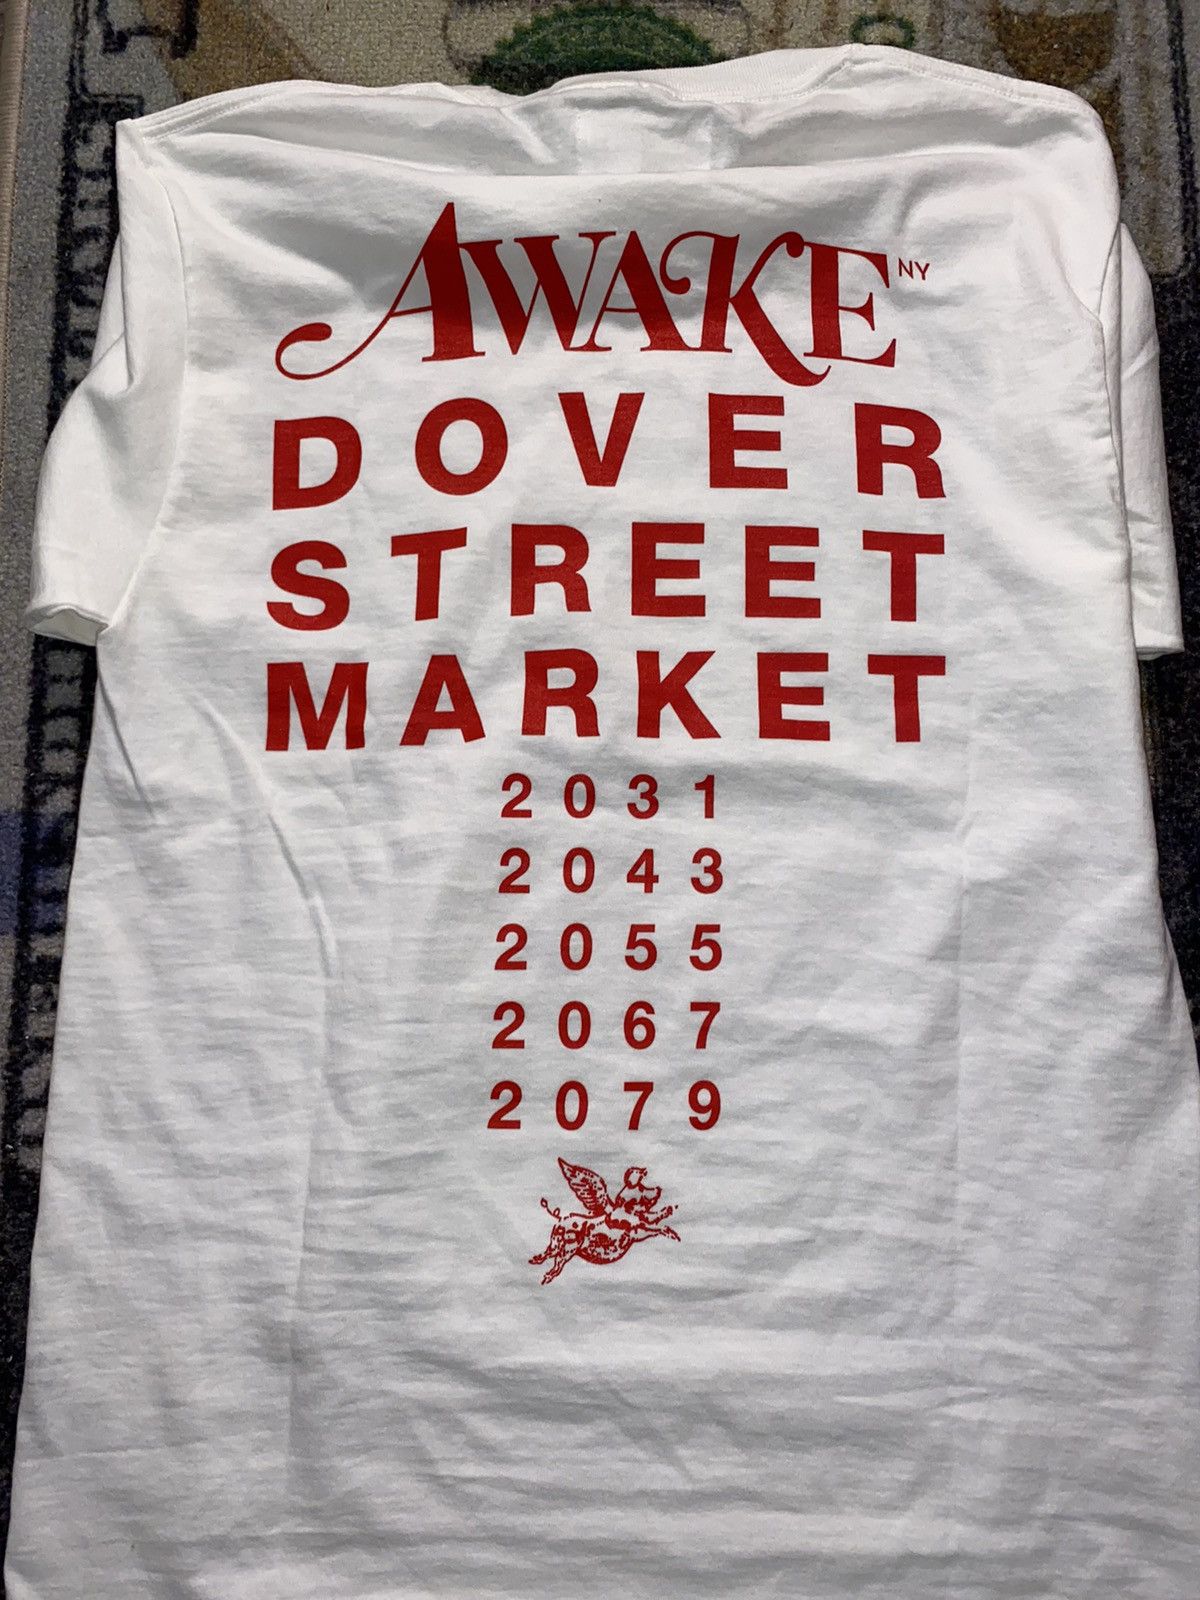 AWAKE NY
DOVER
STREET
MARKET
2031
2043
2055
2067
2079